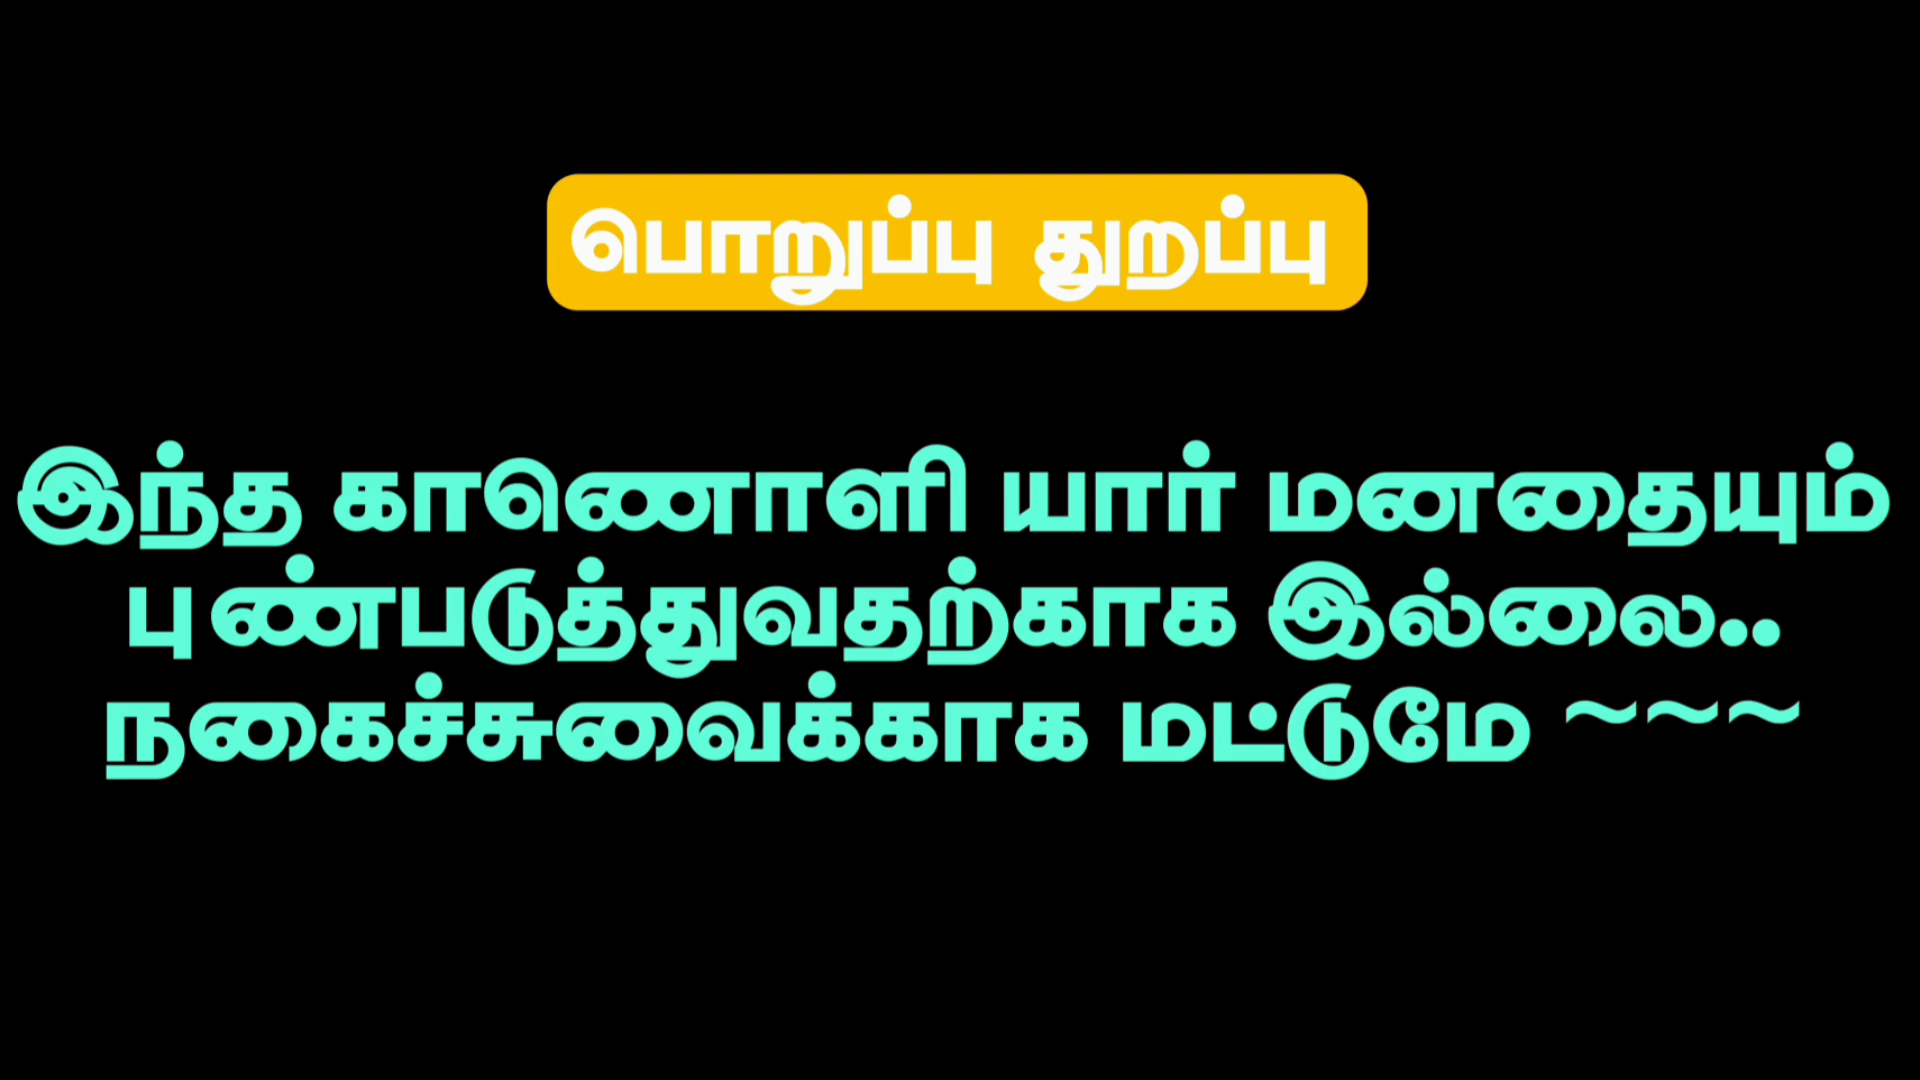 பொறுப்பு துறப்பு
இந்த காணொளி யார் மனதையும்
புண்படுத்துவதற்காக இல்லை..
நகைச்சுவைக்காக மட்டுமே ~~~